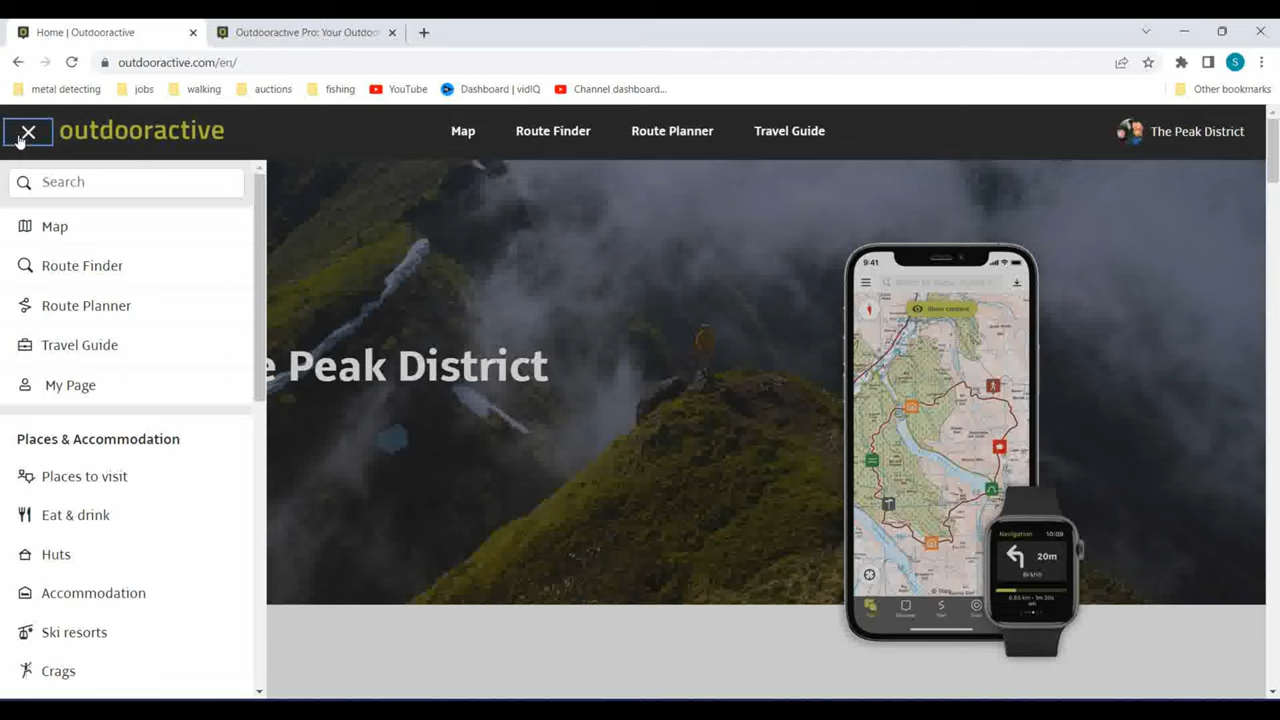 Home | Outdooractive
Outdooractive Pro: Your Outdo
outdooractive.com/en/
S
metal detecting
jobs
walking
auctions
fishing
YouTube
Dashboard | vidIQ
Channel dashboard...
Other bookmarks
outdooractive
Map
Route Finder
Route Planner
Travel Guide
The Peak District
Search
Map
Route Finder
Route Planner
Travel Guide
My Page
Places & Accommodation
Places to visit
Eat & drink
Huts
Accommodation
Ski resorts
Crags
e Peak District
9:41
Show content
Navigation 10:09
20m